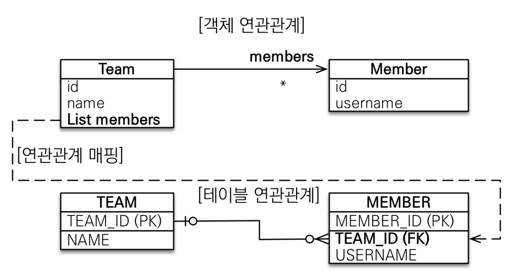 [객체 연관관계]
members
Team
Member
*
id
name
List members
id
username
[연관관계 매핑]
[테이블 연관관계]
TEAM
TEAM_ID (PK)
NAME
MEMBER
MEMBER_ID (PK)
TEAM_ID (FK)
USERNAME